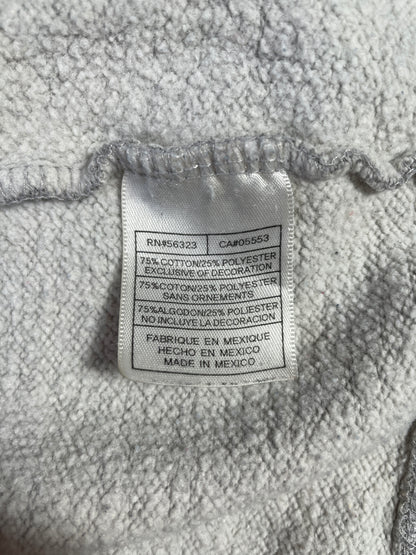 RN#56323 CA#05553
75% COTTON/25% POLYESTER
EXCLUSIVE OF DECORATION
75% COTON/25% POLYESTER
SANS ORNEMENTS
75%ALGODON/25% POLIESTER
NO INCLUYE LA DECORACION
FABRIQUE EN MEXIQUE
HECHO EN MEXICO
MADE IN MEXICO